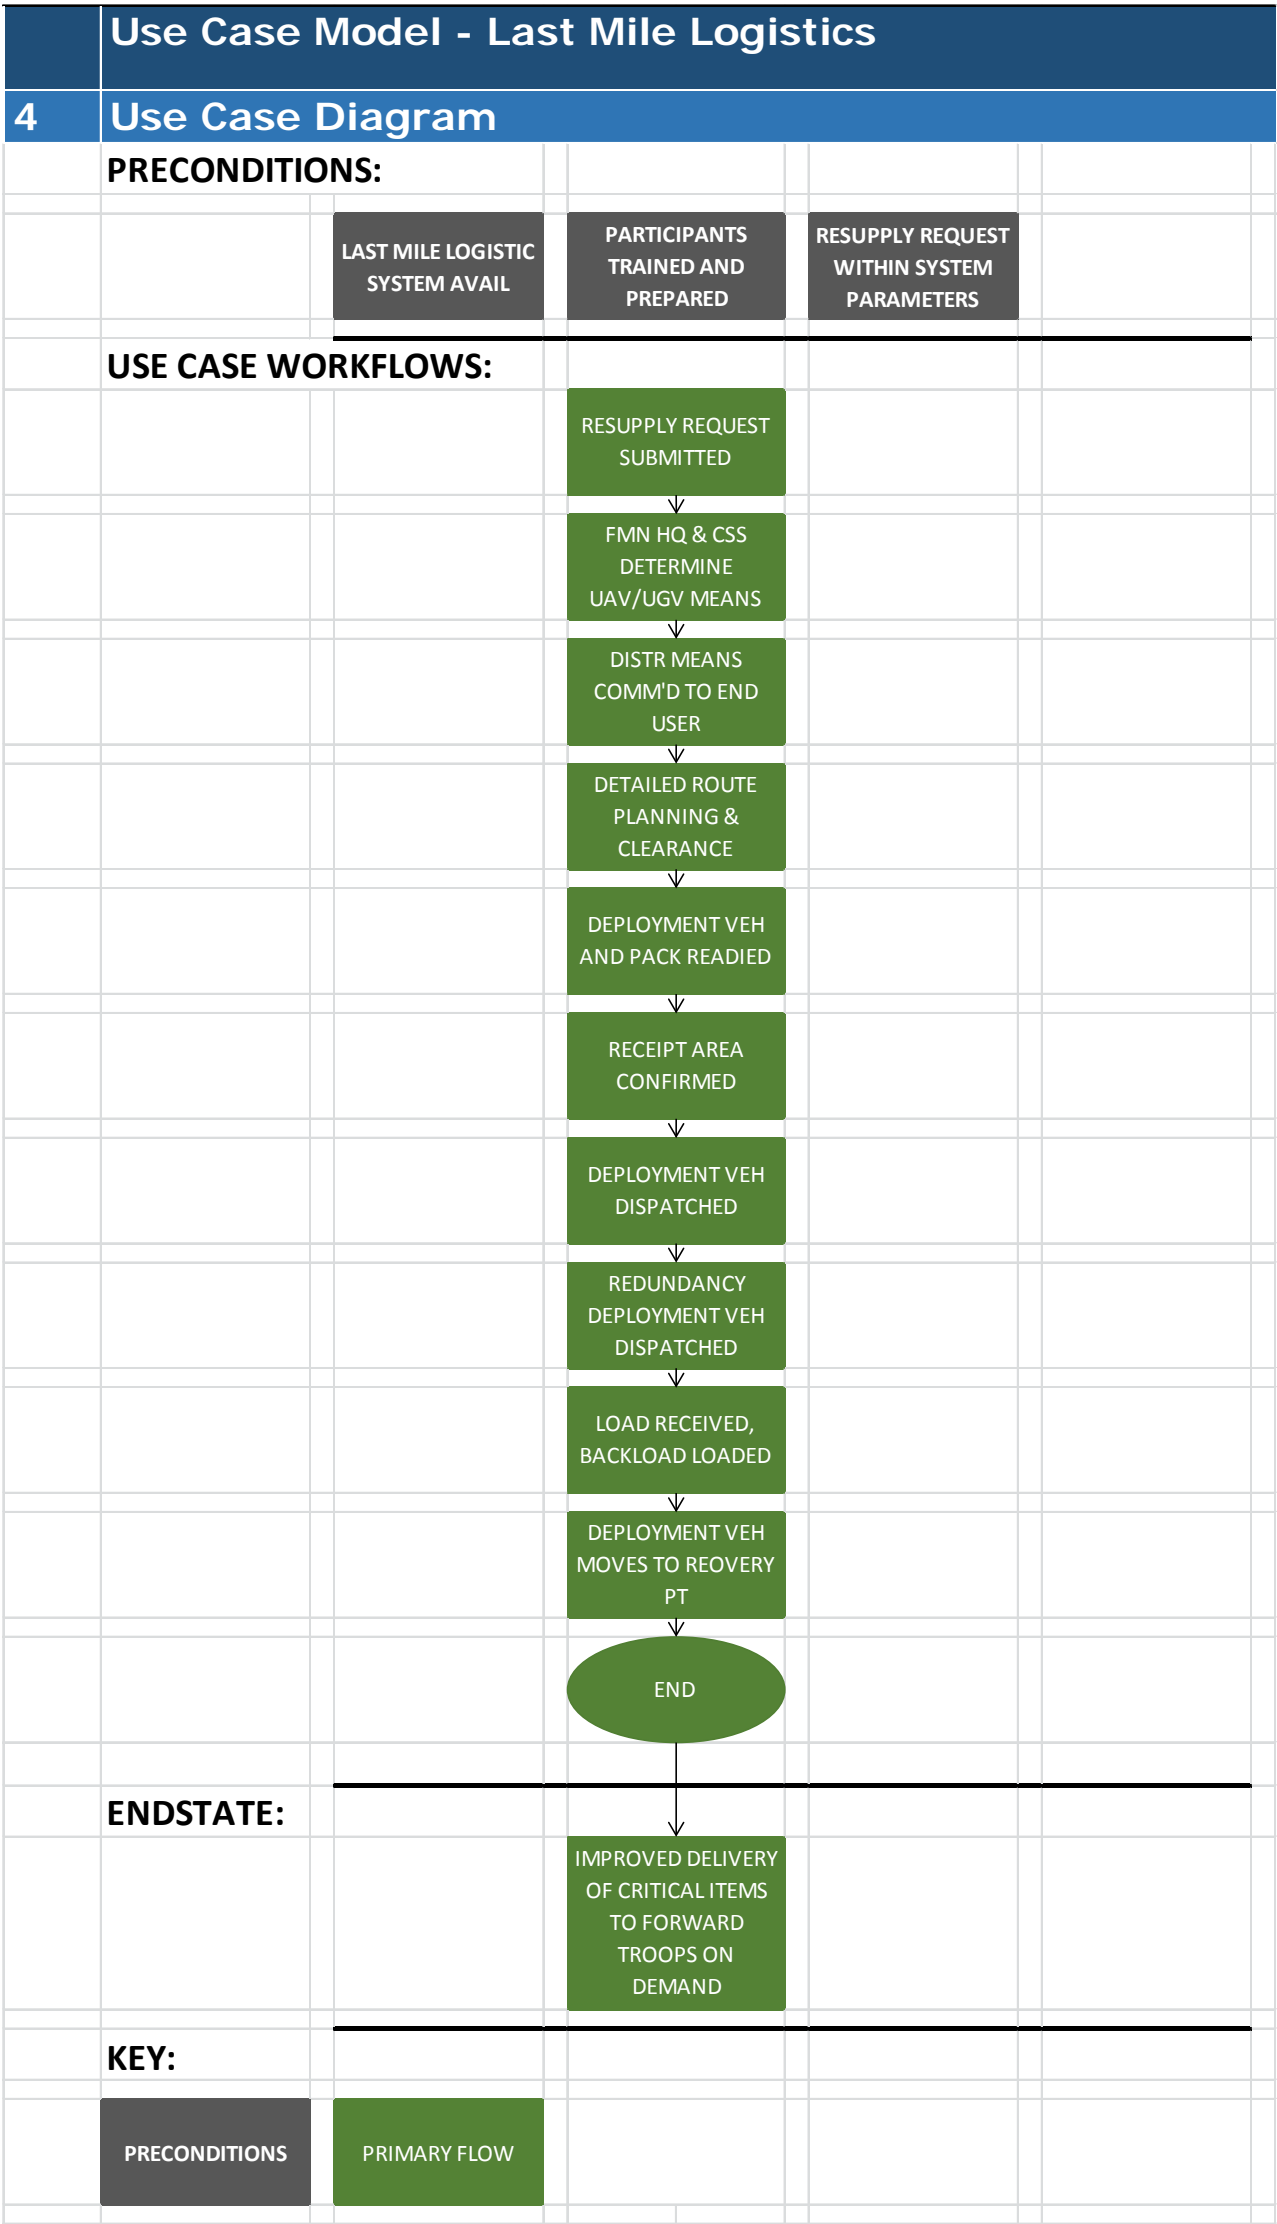 Use Case Model - Last Mile Logistics
4 Use Case Diagram
PRECONDITIONS:
LAST MILE LOGISTIC
SYSTEM AVAIL
PARTICIPANTS
TRAINED AND
PREPARED
RESUPPLY REQUEST
WITHIN SYSTEM
PARAMETERS
USE CASE WORKFLOWS:
RESUPPLY REQUEST
SUBMITTED
FMN HQ & CSS
DETERMINE
UAV/UGV MEANS
DISTR MEANS
COMM'D TO END
USER
DETAILED ROUTE
PLANNING &
CLEARANCE
DEPLOYMENT VEH
AND PACK READIED
RECEIPT AREA
CONFIRMED
DEPLOYMENT VEH
DISPATCHED
REDUNDANCY
DEPLOYMENT VEH
DISPATCHED
LOAD RECEIVED,
BACKLOAD LOADED
DEPLOYMENT VEH
MOVES TO REOVERY
PT
END
ENDSTATE:
IMPROVED DELIVERY
OF CRITICAL ITEMS
TO FORWARD
TROOPS ON
DEMAND
KEY:
PRECONDITIONS
PRIMARY FLOW